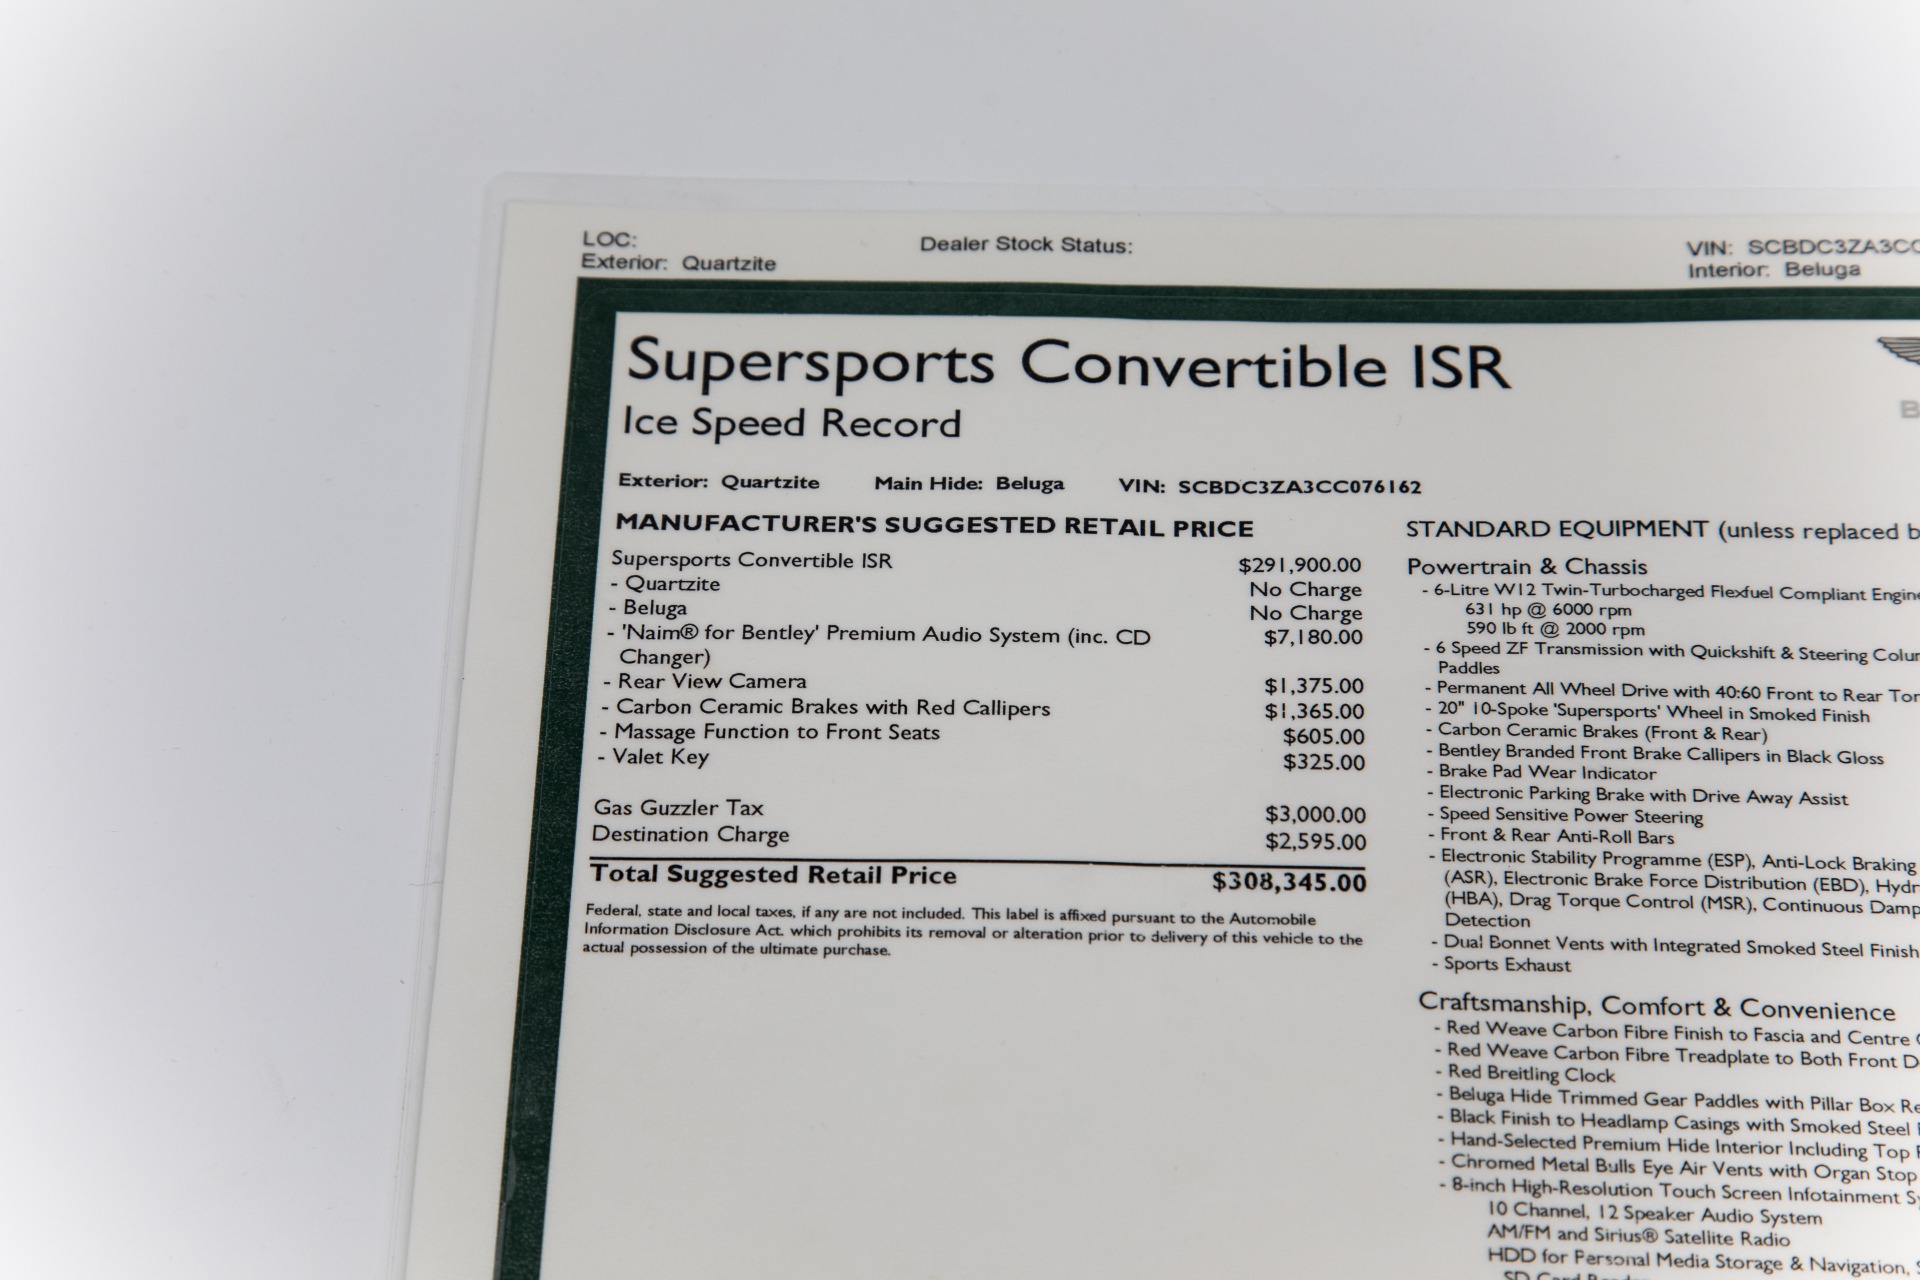 LOC:
Exterior: Quartzite
Dealer Stock Status:
VIN: SCBDC3ZA3CC
Interior: Beluga
Supersports Convertible ISR
Ice Speed Record
Exterior: Quartzite Main Hide: Beluga VIN: SCBDC3ZA3CC076162
MANUFACTURER'S SUGGESTED RETAIL PRICE
Supersports Convertible ISR $291,900.00
- Quartzite No Charge
- Beluga No Charge
- 'Naim® for Bentley' Premium Audio System (inc. CD $7,180.00
Changer)
- Rear View Camera $1,375.00
- Carbon Ceramic Brakes with Red Callipers $1,365.00
- Massage Function to Front Seats $605.00
- Valet Key $325.00
Gas Guzzler Tax $3,000.00
Destination Charge $2,595.00
Total Suggested Retail Price $308,345.00
Federal, state and local taxes, if any are not included. This label is affixed pursuant to the Automobile
Information Disclosure Act. which prohibits its removal or alteration prior to delivery of this vehicle to the
actual possession of the ultimate purchase.
STANDARD EQUIPMENT (unless replaced b
Powertrain & Chassis
- 6-Litre W12 Twin-Turbocharged Flexfuel Compliant Engine
631 hp @ 6000 rpm
590 lb ft @ 2000 rpm
- 6 Speed ZF Transmission with Quickshift & Steering Colu
Paddles
- Permanent All Wheel Drive with 40:60 Front to Rear Tor
- 20" 10-Spoke 'Supersports' Wheel in Smoked Finish
- Carbon Ceramic Brakes (Front & Rear)
- Bentley Branded Front Brake Callipers in Black Gloss
- Brake Pad Wear Indicator
- Electronic Parking Brake with Drive Away Assist
- Speed Sensitive Power Steering
- Front & Rear Anti-Roll Bars
- Electronic Stability Programme (ESP), Anti-Lock Braking
(ASR), Electronic Brake Force Distribution (EBD), Hydr
(HBA), Drag Torque Control (MSR), Continuous Damp
Detection
- Dual Bonnet Vents with Integrated Smoked Steel Finish
- Sports Exhaust
Craftsmanship, Comfort & Convenience
- Red Weave Carbon Fibre Finish to Fascia and Centre
- Red Weave Carbon Fibre Treadplate to Both Front D
- Red Breitling Clock
- Beluga Hide Trimmed Gear Paddles with Pillar Box Re
- Black Finish to Headlamp Casings with Smoked Steel
- Hand-Selected Premium Hide Interior Including Top
- Chromed Metal Bulls Eye Air Vents with Organ Stop
- 8-inch High-Resolution Touch Screen Infotainment S
10 Channel, 12 Speaker Audio System
AM/FM and Sirius® Satellite Radio
HDD for Personal Media Storage & Navigation,